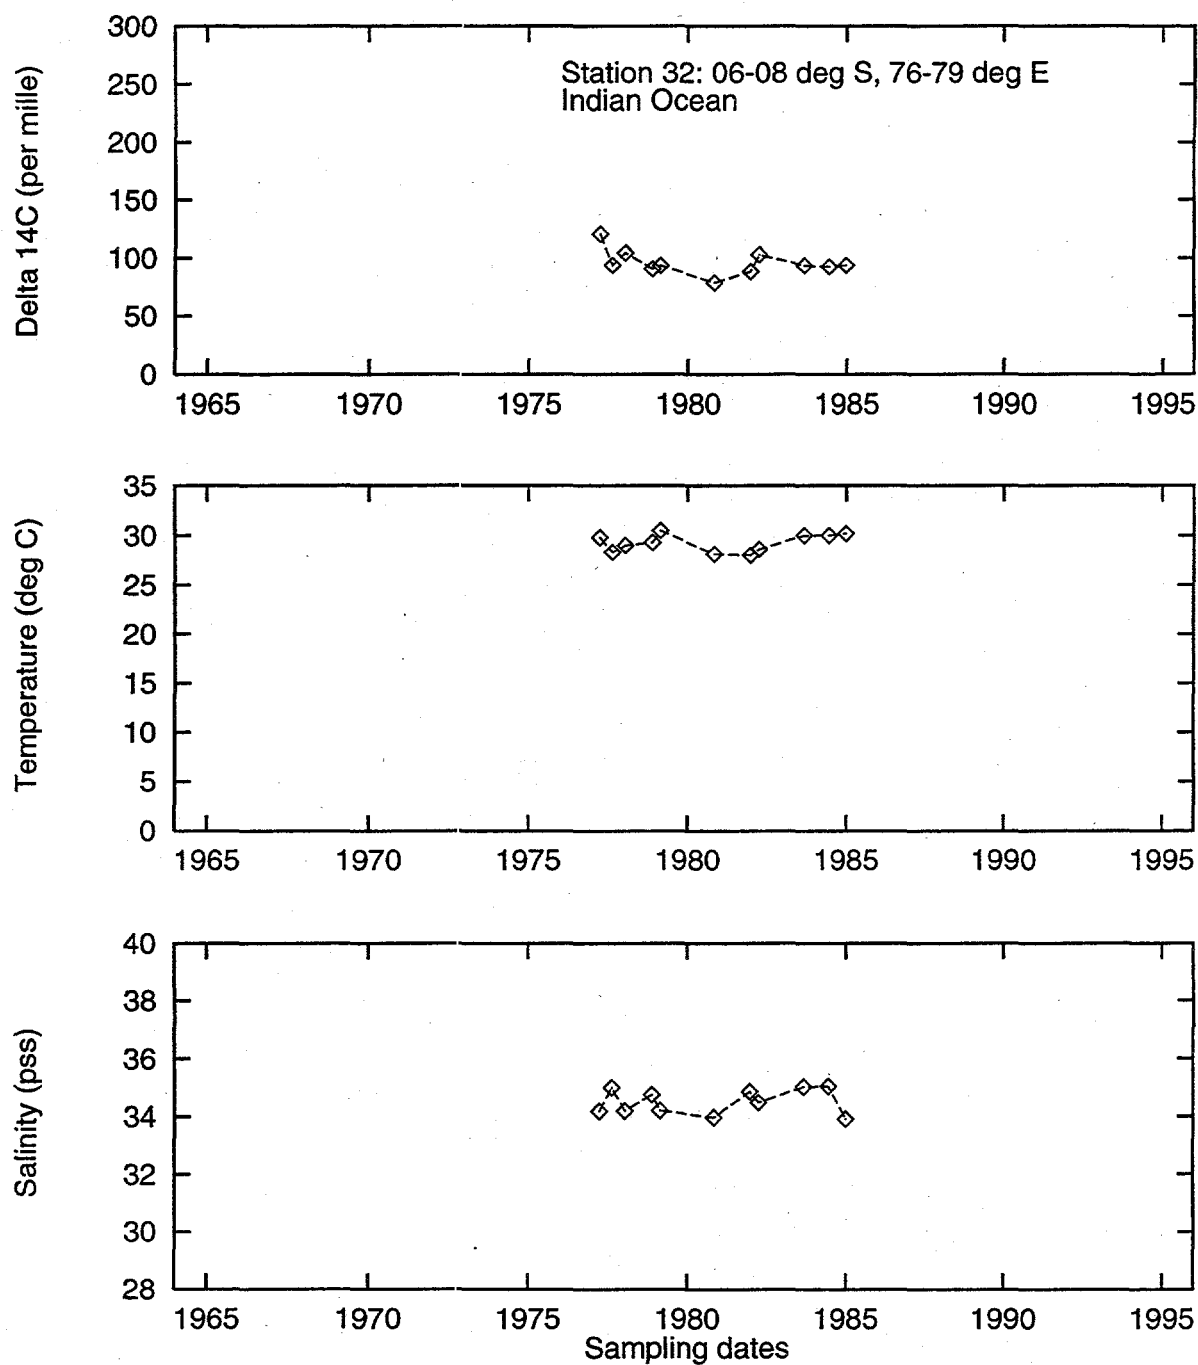 300
250
200
150
100
50
0
Delta 14C (per mille)
Station 32: 06-08 deg S, 76-79 deg E
Indian Ocean
1965 1970 1975 1980 1985 1990 1995
35
30
25
20
15
10
5
0
Temperature (deg C)
1965 1970 1975 1980 1985 1990 1995
40
38
36
34
32
30
28
Salinity (pss)
1965 1970 1975 1980 1985 1990 1995
Sampling dates